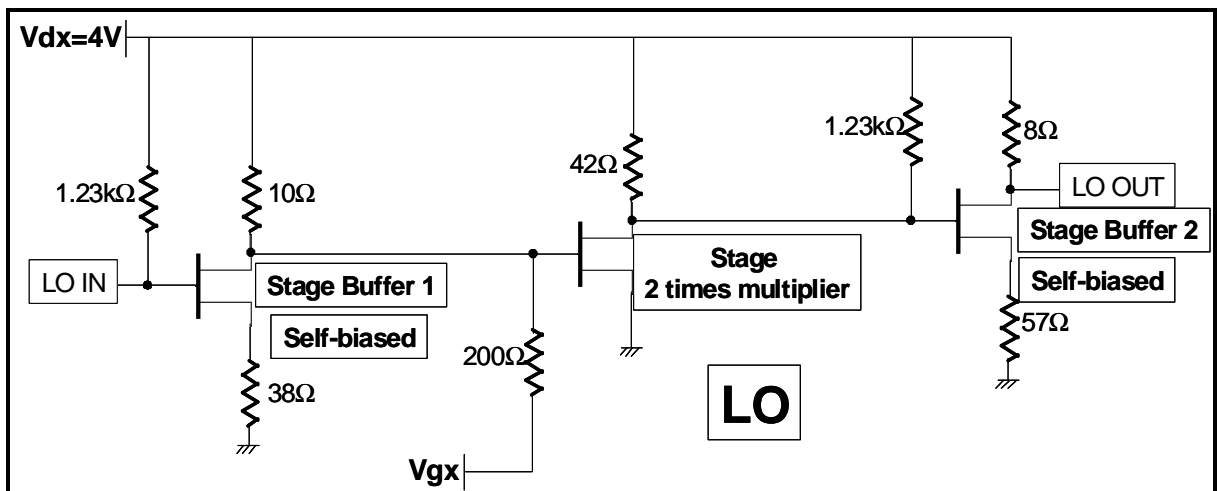 Vdx=4V
1.23kΩ
10Ω
42Ω
1.23kΩ
8Ω
LO IN
Stage Buffer 1
Self-biased
38Ω
200Ω
Vgx
Stage
2 times multiplier
LO
LO OUT
Stage Buffer 2
Self-biased
57Ω